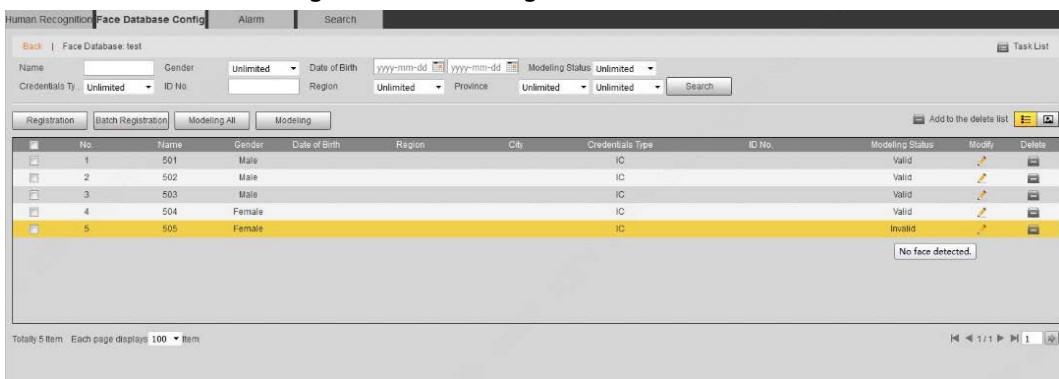 Human Recognition Face Database Config Alarm Search
Back | Face Database: test Task List
Name Gender Unlimited Date of Birth yyyy-mm-dd yyyy-mm-dd Modeling Status Unlimited
Credentials Ty... Unlimited ID No. Region Unlimited Province Unlimited Unlimited Search
Registration Batch Registration Modeling All Modeling Add to the delete list
No. Name Gender Date of Birth Region City Credentials Type ID No. Modeling Status Modify Delete
1 501 Male IC Valid
2 502 Male IC Valid
3 503 Male IC Valid
4 504 Female IC Valid
5 505 Female IC Invalid
No face detected.
Totally 5 Item Each page displays 100 Item 1/1 1